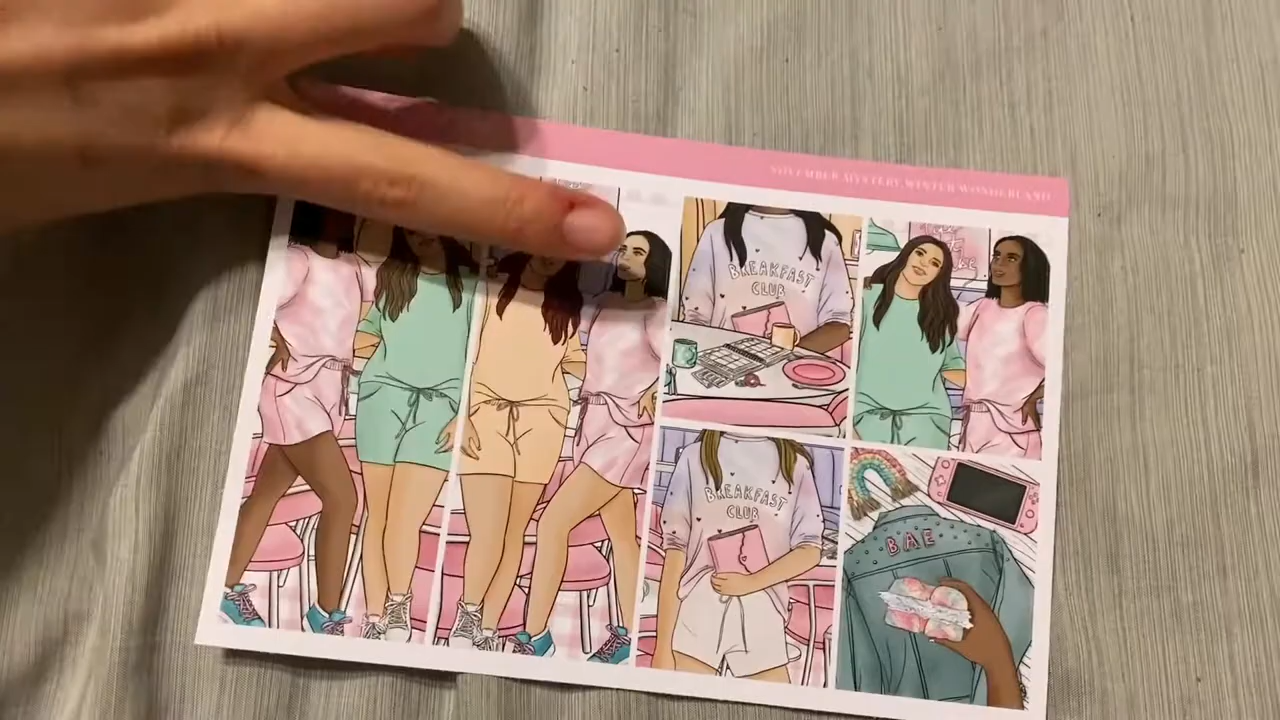 NOVEMBER MYSTERY, WINTER WONDERLAND
BREAKFAST
CLUB
BREAKFAST
CLUB
BAE